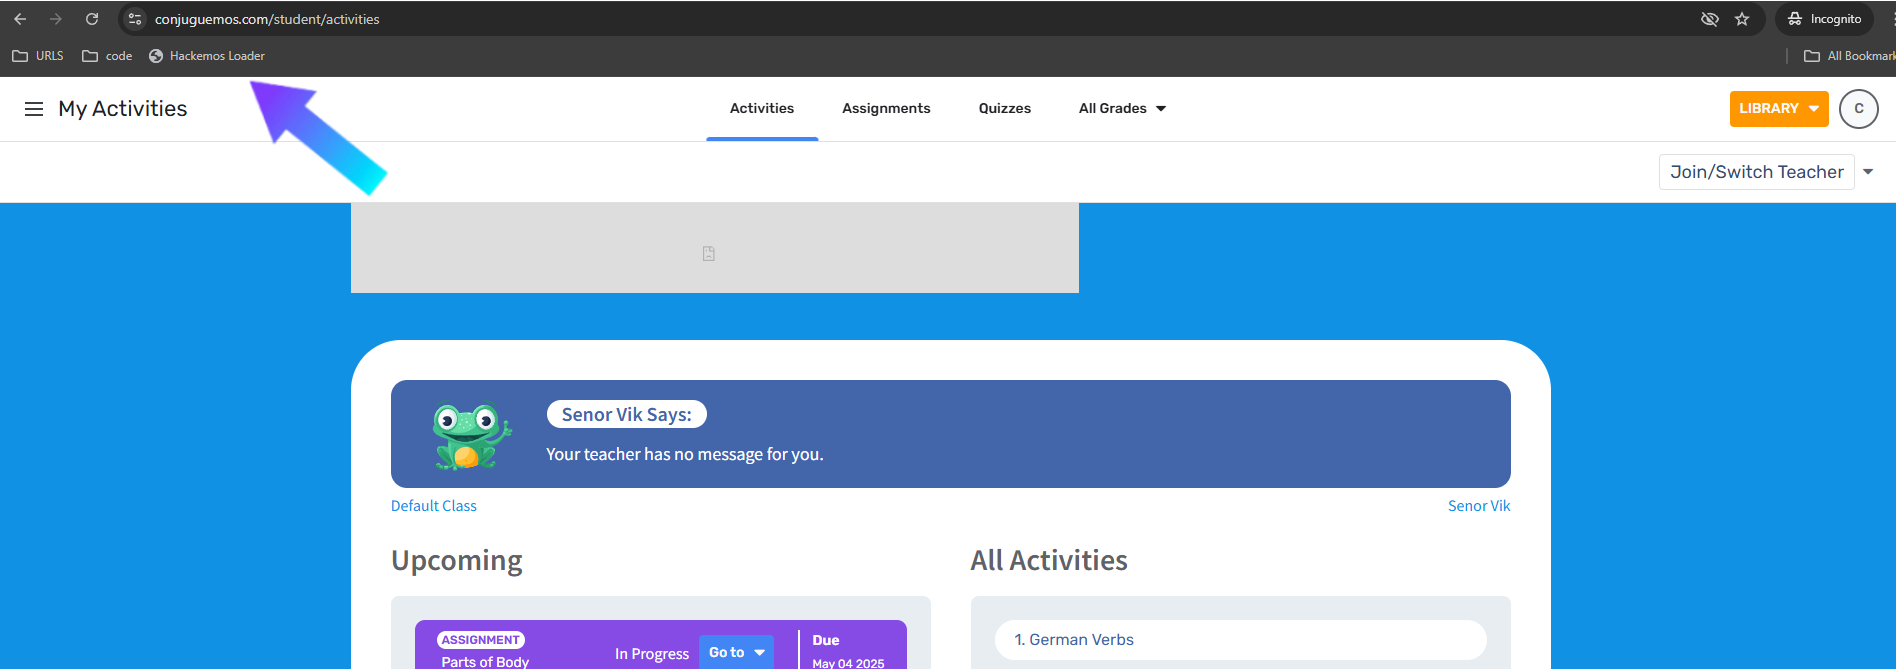 conjuguemos.com/student/activities
Incognito
URLS code Hackemos Loader
All Bookmark
My Activities
Activities Assignments Quizzes All Grades
LIBRARY
C
Join/Switch Teacher
Senor Vik Says:
Your teacher has no message for you.
Default Class
Senor Vik
Upcoming
All Activities
ASSIGNMENT
Parts of Body
In Progress
Go to
Due
May 04 2025
1. German Verbs